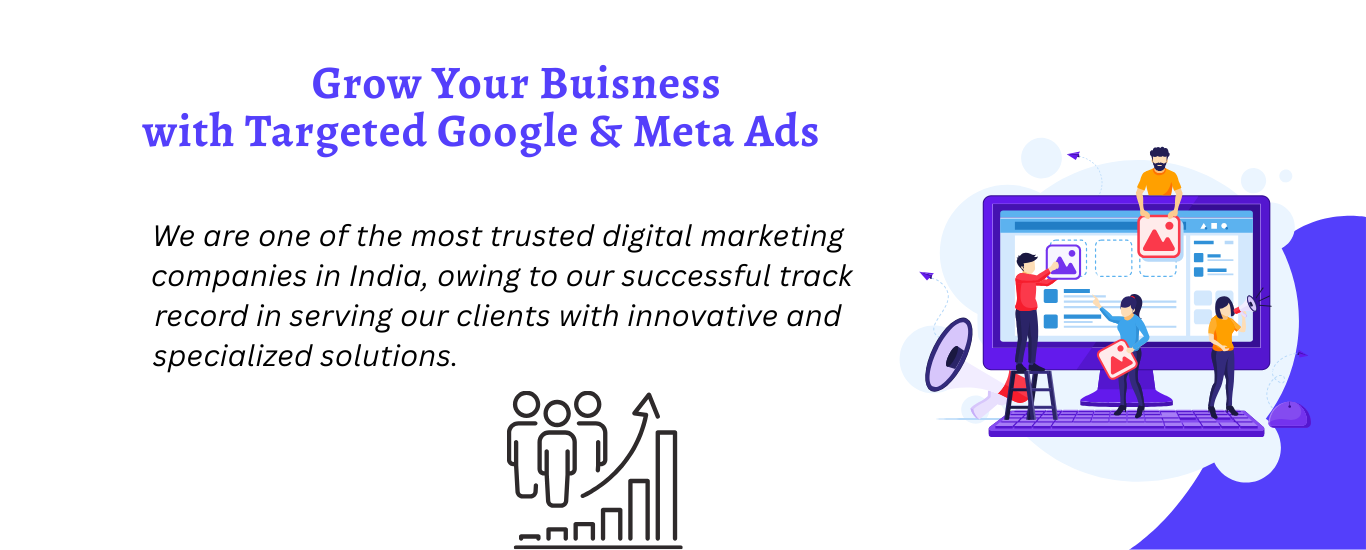 Grow Your Buisness
with Targeted Google & Meta Ads
We are one of the most trusted digital marketing
companies in India, owing to our successful track
record in serving our clients with innovative and
specialized solutions.